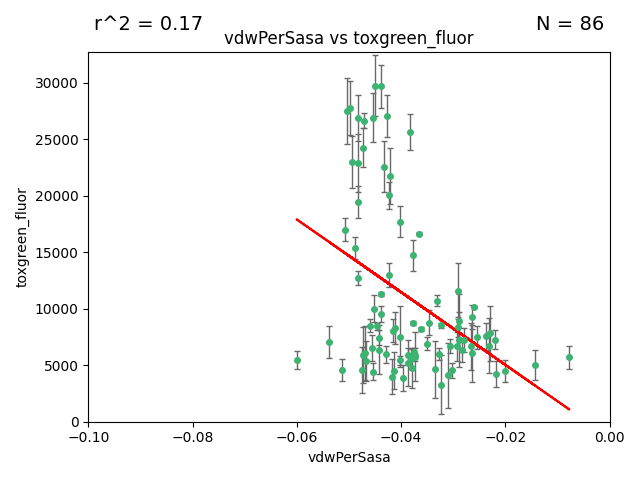 r^2 = 0.17
N = 86
vdwPerSasa vs toxgreen_fluor
30000
25000
20000
15000
10000
5000
0
toxgreen_fluor
−0.10
−0.08
−0.06
−0.04
−0.02
0.00
vdwPerSasa